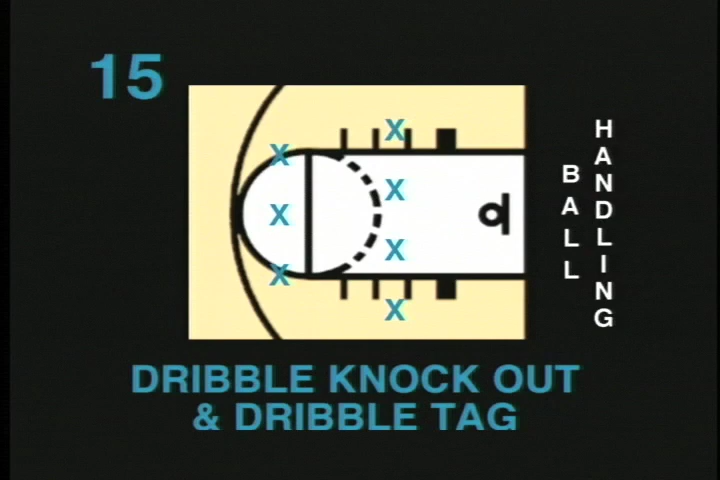 15
X
X
X
X
X
X
X
BALL
HANDLING
DRIBBLE KNOCK OUT
& DRIBBLE TAG